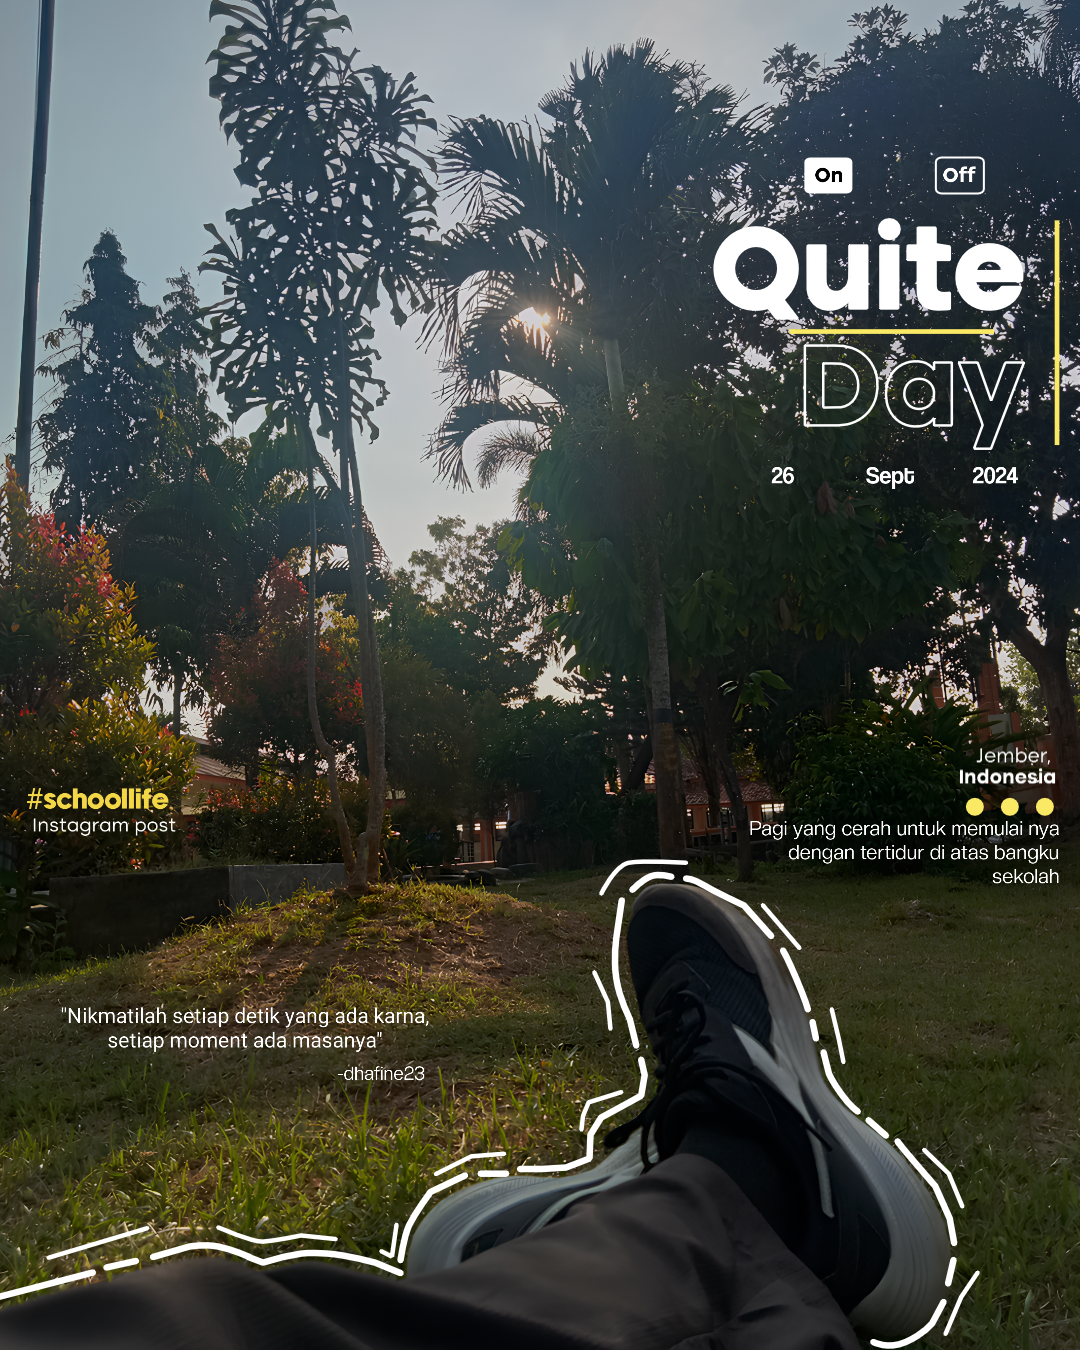 On Off
Quite
Day
26 Sept 2024
Jember,
Indonesia
#schoollife
Instagram post
Pagi yang cerah untuk memulai nya
dengan tertidur di atas bangku
sekolah
"Nikmatilah setiap detik yang ada karna,
setiap moment ada masanya"
-dhafine23